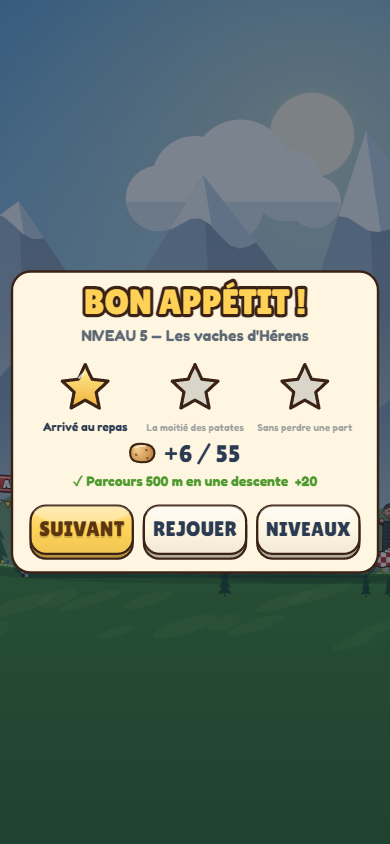 BON APPÉTIT !
NIVEAU 5 — Les vaches d'Hérens
Arrivé au repas
La moitié des patates
Sans perdre une part
+6 / 55
✓ Parcours 500 m en une descente +20
SUIVANT
REJOUER
NIVEAUX